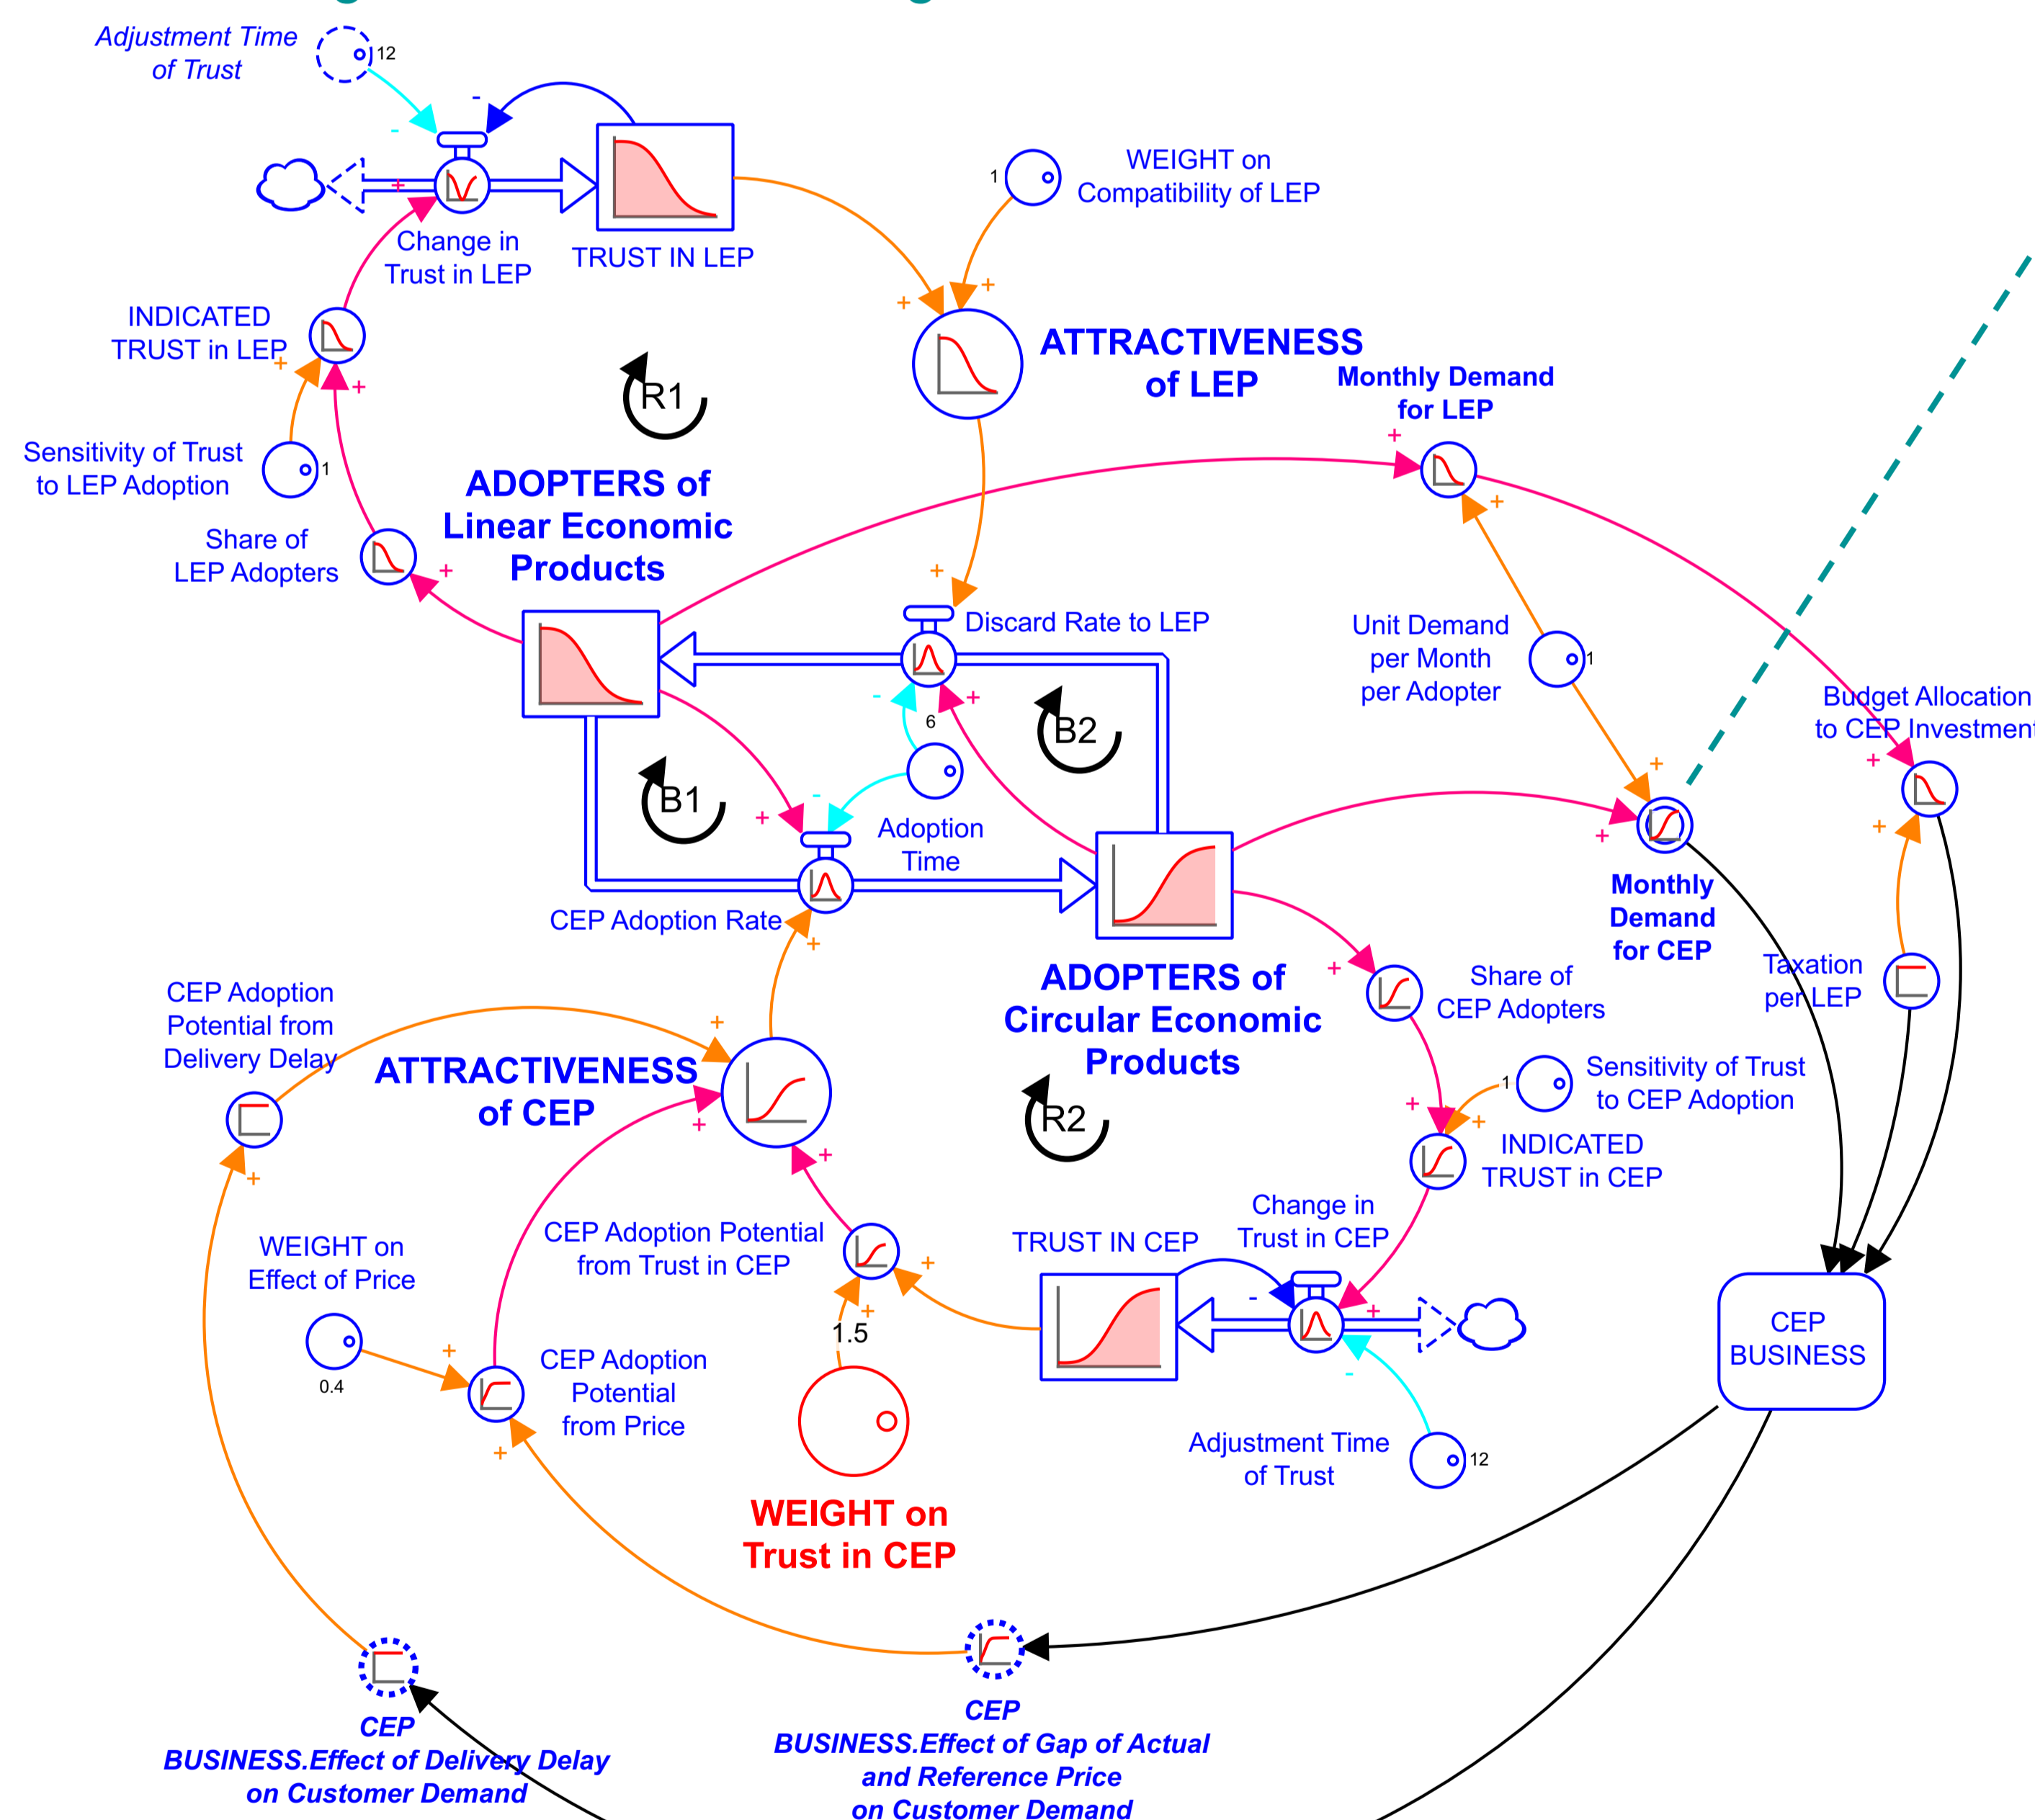 Adjustment Time
of Trust
12
-
-
+
Change in
Trust in LEP
TRUST IN LEP
1
WEIGHT on
Compatibility of LEP
+
+
INDICATED
TRUST in LEP
+
+
R1
ATTRACTIVENESS
of LEP
Monthly Demand
for LEP
+
Sensitivity of Trust
to LEP Adoption
1
ADOPTERS of
Linear Economic
Products
+
Share of
LEP Adopters
+
+
Discard Rate to LEP
Unit Demand
per Month
per Adopter
1
-
+
6
B2
Budget Allocation
to CEP Investment
+
+
B1
+
-
Adoption
Time
+
+
Monthly
Demand
for CEP
CEP Adoption Rate
+
Taxation
per LEP
ADOPTERS of
Circular Economic
Products
+
Share of
CEP Adopters
CEP Adoption
Potential from
Delivery Delay
+
ATTRACTIVENESS
of CEP
+
+
R2
1
Sensitivity of Trust
to CEP Adoption
+
+
INDICATED
TRUST in CEP
+
WEIGHT on
Effect of Price
0.4
+
CEP Adoption Potential
from Trust in CEP
+
+
1.5
TRUST IN CEP
Change in
Trust in CEP
-
+
-
CEP
BUSINESS
CEP Adoption
Potential
from Price
+
Adjustment Time
of Trust
12
WEIGHT on
Trust in CEP
CEP
BUSINESS.Effect of Delivery Delay
on Customer Demand
CEP
BUSINESS.Effect of Gap of Actual
and Reference Price
on Customer Demand